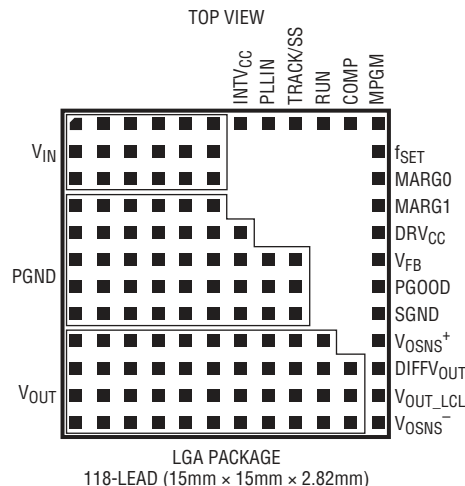 TOP VIEW
INTVCC
PLLIN
TRACK/SS
RUN
COMP
MPGM
VIN
fSET
MARG0
MARG1
DRVCC
VFB
PGND
PGOOD
SGND
VOSNS+
DIFFVOUT
VOUT
VOUT_LCL
VOSNS–
LGA PACKAGE
118-LEAD (15mm × 15mm × 2.82mm)